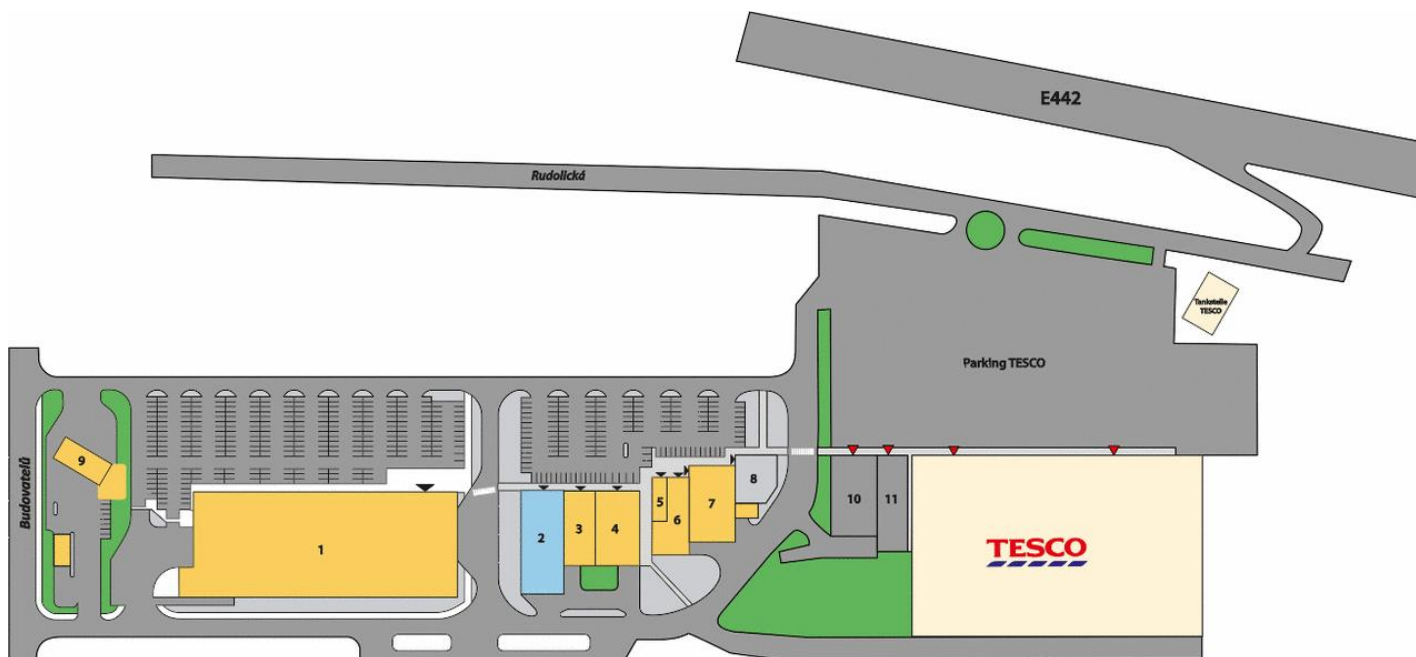 E442
Rudolická
Tankstelle
TESCO
Parking TESCO
Budovatelů
9
1
2
3
4
5
6
7
8
10
11
TESCO